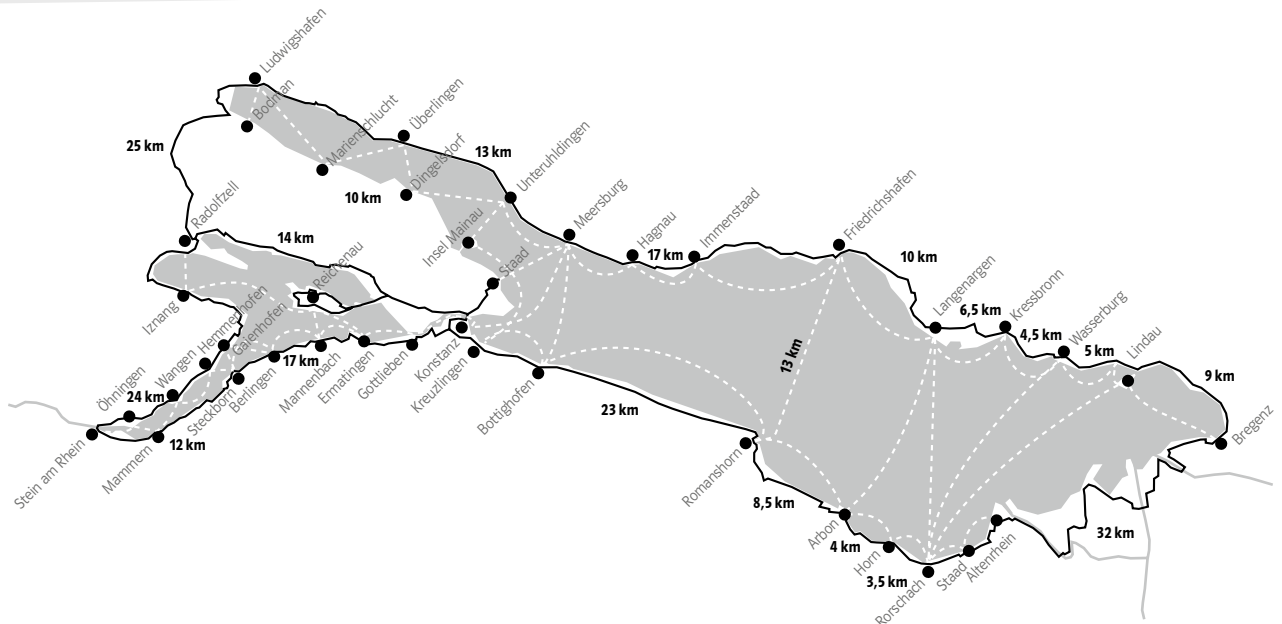 Ludwigshafen
Bodman
25 km
Marienschlucht
Überlingen
Dingelsdorf
13 km
10 km
Unteruhldingen
Radolfzell
14 km
Insel Mainau
Meersburg
Hagnau
17 km
Immenstaad
Friedrichshafen
10 km
Reichenau
Staad
Langenargen
6,5 km
Kressbronn
4,5 km
Wasserburg
5 km
Lindau
9 km
Bregenz
Iznang
Hemmenhofen
Gaienhofen
Wangen
Öhningen
24 km
Stein am Rhein
Mammern
12 km
Steckborn
Berlingen
17 km
Mannenbach
Ermatingen
Gottlieben
Konstanz
Kreuzlingen
Bottighofen
13 km
23 km
Romanshorn
8,5 km
Arbon
4 km
Horn
3,5 km
Rorschach
Staad
Altenrhein
32 km